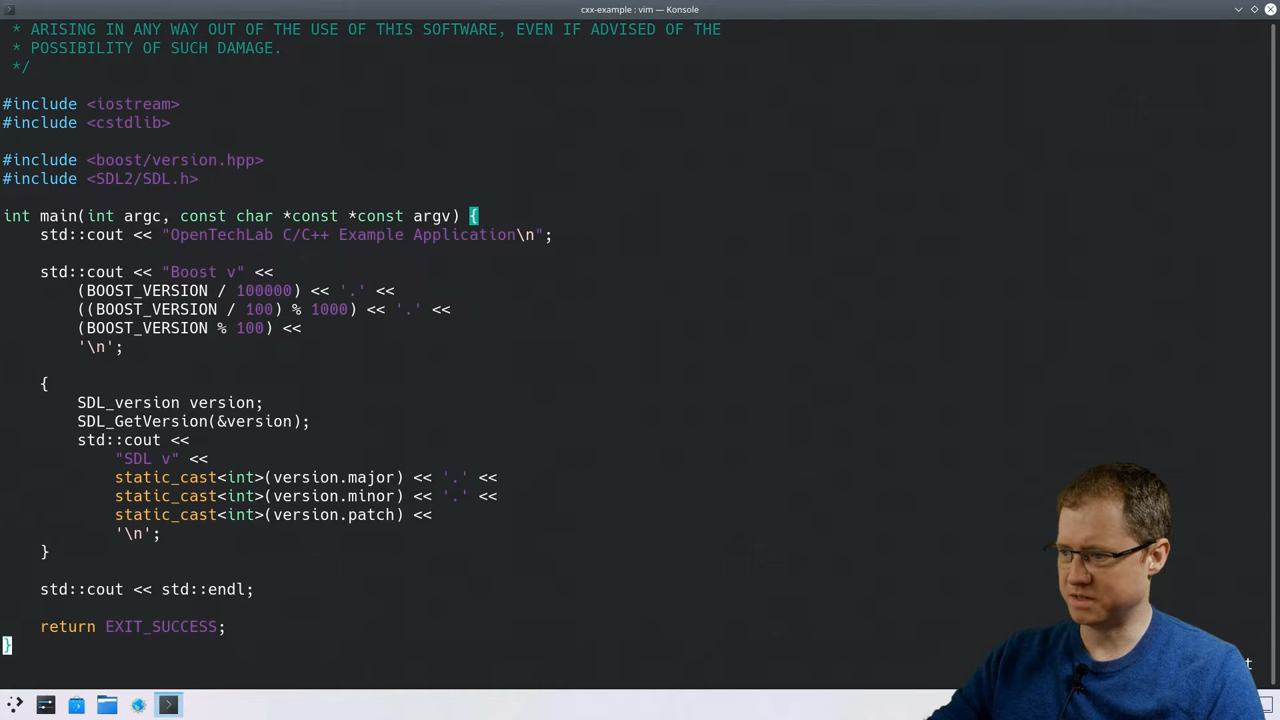 cxx-example : vim — Konsole
* ARISING IN ANY WAY OUT OF THE USE OF THIS SOFTWARE, EVEN IF ADVISED OF THE
* POSSIBILITY OF SUCH DAMAGE.
*/
#include <iostream>
#include <cstdlib>
#include <boost/version.hpp>
#include <SDL2/SDL.h>
int main(int argc, const char *const *const argv) {
std::cout << "OpenTechLab C/C++ Example Application\n";
std::cout << "Boost v" <<
(BOOST_VERSION / 100000) << '.' <<
((BOOST_VERSION / 100) % 1000) << '.' <<
(BOOST_VERSION % 100) <<
'\n';
{
SDL_version version;
SDL_GetVersion(&version);
std::cout <<
"SDL v" <<
static_cast<int>(version.major) << '.' <<
static_cast<int>(version.minor) << '.' <<
static_cast<int>(version.patch) <<
'\n';
}
std::cout << std::endl;
return EXIT_SUCCESS;
}